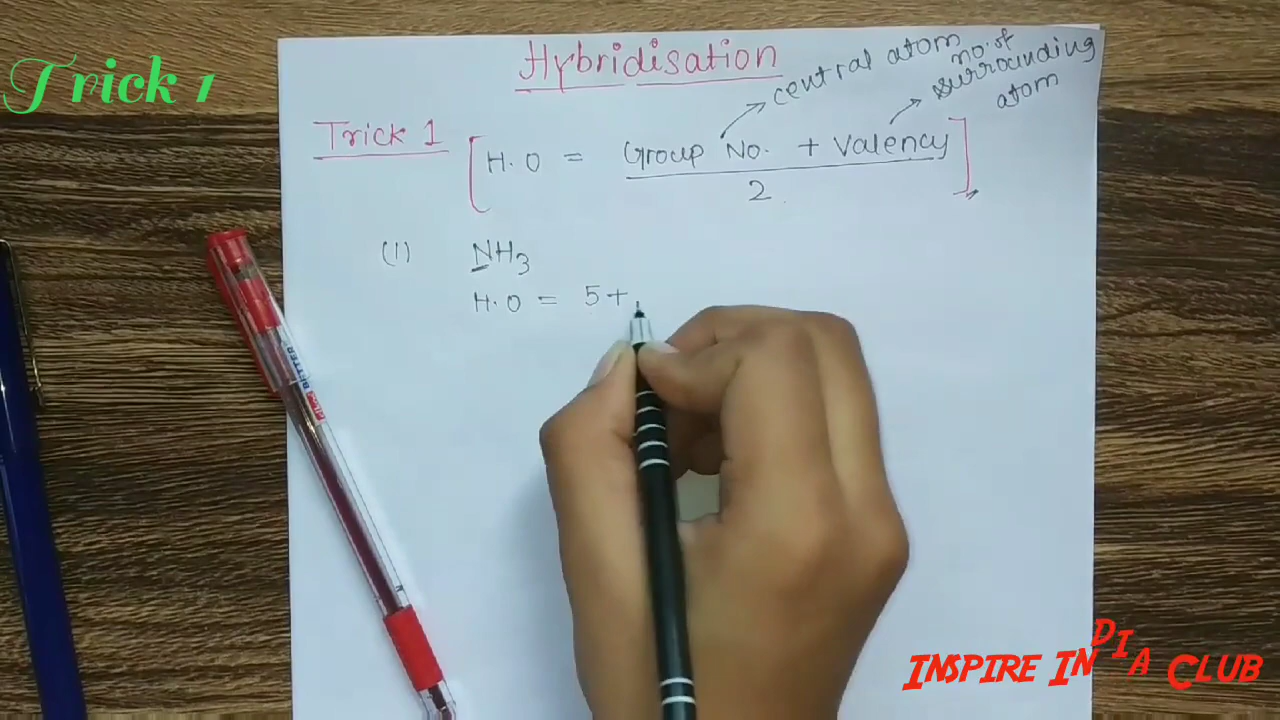 Trick 1
Hybridisation
central atom
no. of
surrounding
atom
Trick 1 [H.O = Group No. + Valency
2]
(1) NH3
H.O = 5+
BETTER
INSPIRE INDIA CLUB